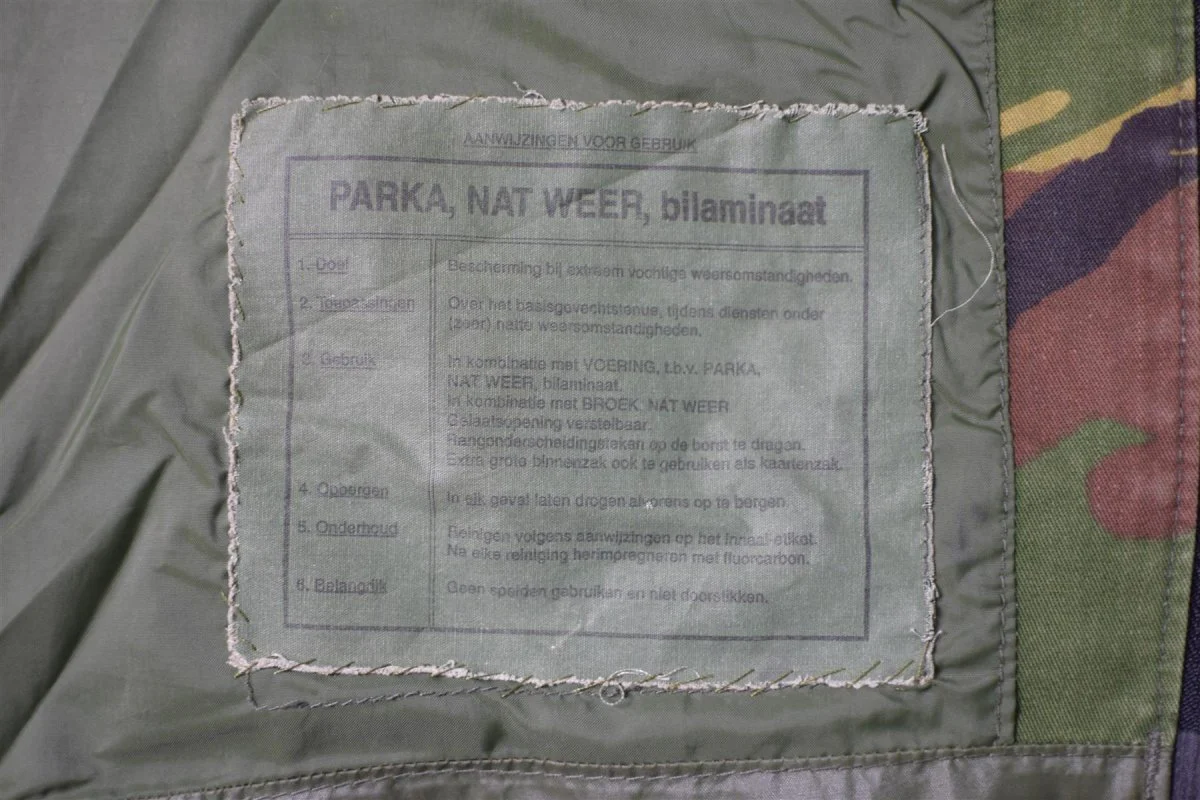 AANWIJZINGEN VOOR GEBRUIK
PARKA, NAT WEER, bilaminaat
1. Doel
Bescherming bij extreem vochtige weersomstandigheden.
2. Toepassingen
Over het basisgevechtstenue, tijdens diensten onder
(zeer) natte weersomstandigheden.
3. Gebruik
In kombinatie met VOERING, t.b.v. PARKA,
NAT WEER, bilaminaat.
In kombinatie met BROEK, NAT WEER
Gelaatsopening verstelbaar.
Rangonderscheidingsteken op de borst te dragen.
Extra grote binnenzak ook te gebruiken als kaartenzak.
4. Opbergen
In elk geval laten drogen alvorens op te bergen
5. Onderhoud
Reinigen volgens aanwijzingen op het innaai-etiket.
Na elke reiniging herimpregneren met fluorcarbon.
6. Belangrijk
Geen spelden gebruiken en niet doorstikken.